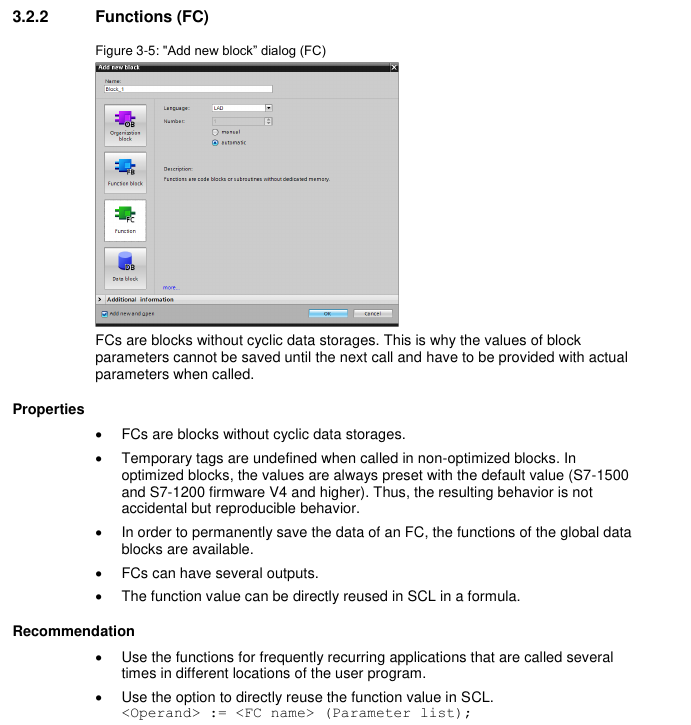 3.2.2 Functions (FC)
Figure 3-5: "Add new block” dialog (FC)
Add new block
Name:
Block_1
Language: LAD
Number:
OB
manual
Organization
block
automatic
FB
Description:
Function block
Functions are code blocks or subroutines without dedicated memory.
FC
Function
DB
Data block
more...
> Additional information
Add new and open
OK
Cancel
FCs are blocks without cyclic data storages. This is why the values of block
parameters cannot be saved until the next call and have to be provided with actual
parameters when called.
Properties
• FCs are blocks without cyclic data storages.
• Temporary tags are undefined when called in non-optimized blocks. In
optimized blocks, the values are always preset with the default value (S7-1500
and S7-1200 firmware V4 and higher). Thus, the resulting behavior is not
accidental but reproducible behavior.
• In order to permanently save the data of an FC, the functions of the global data
blocks are available.
• FCs can have several outputs.
• The function value can be directly reused in SCL in a formula.
Recommendation
• Use the functions for frequently recurring applications that are called several
times in different locations of the user program.
• Use the option to directly reuse the function value in SCL.
<Operand> := <FC name> (Parameter list);